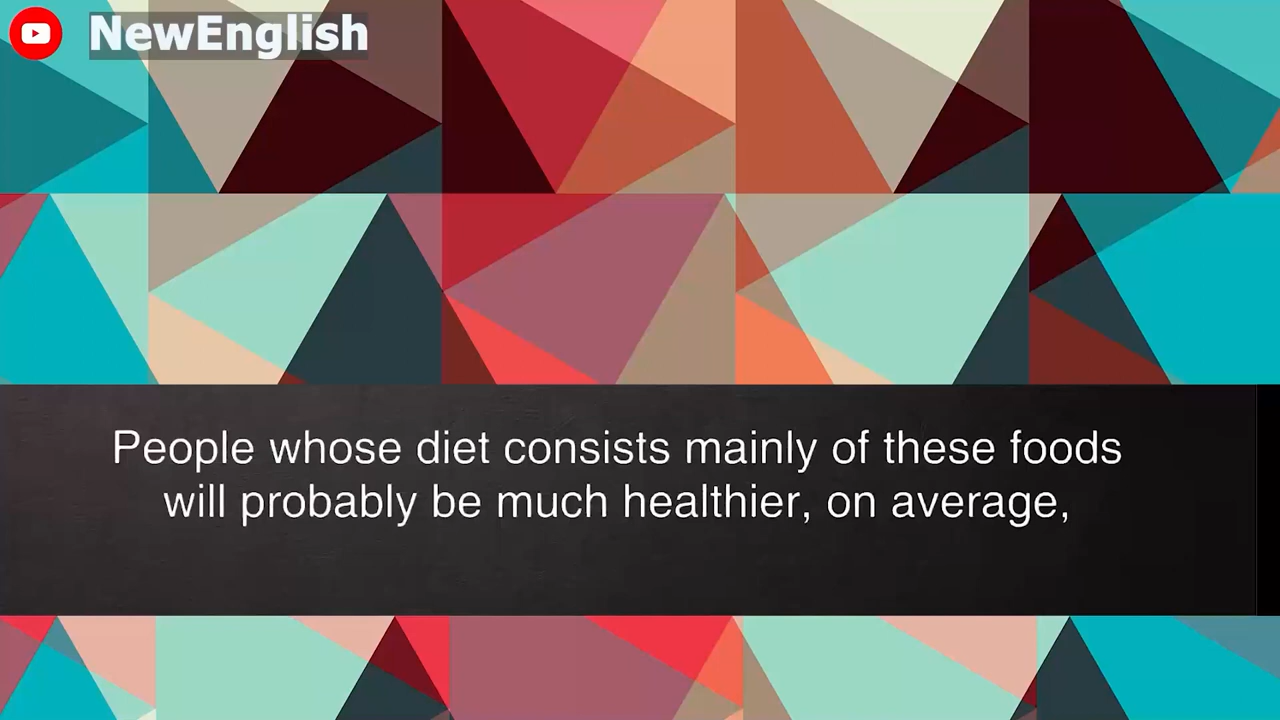 NewEnglish
People whose diet consists mainly of these foods
will probably be much healthier, on average,